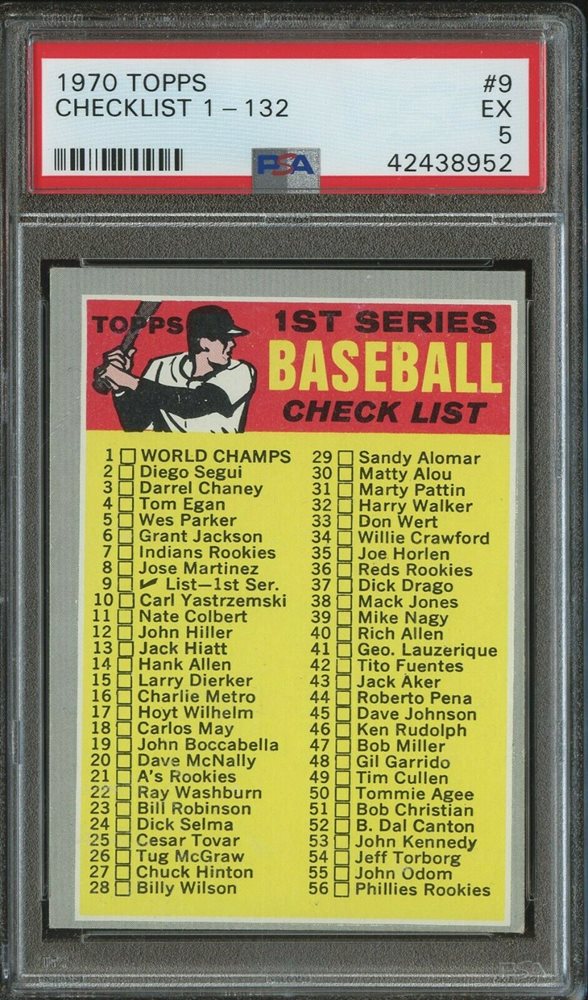 1970 TOPPS #9
CHECKLIST 1 – 132 EX
5
PSA 42438952
TOPPS 1ST SERIES
BASEBALL
CHECK LIST
1 WORLD CHAMPS
2 Diego Segui
3 Darrel Chaney
4 Tom Egan
5 Wes Parker
6 Grant Jackson
7 Indians Rookies
8 Jose Martinez
9 ✔ List—1st Ser.
10 Carl Yastrzemski
11 Nate Colbert
12 John Hiller
13 Jack Hiatt
14 Hank Allen
15 Larry Dierker
16 Charlie Metro
17 Hoyt Wilhelm
18 Carlos May
19 John Boccabella
20 Dave McNally
21 A's Rookies
22 Ray Washburn
23 Bill Robinson
24 Dick Selma
25 Cesar Tovar
26 Tug McGraw
27 Chuck Hinton
28 Billy Wilson
29 Sandy Alomar
30 Matty Alou
31 Marty Pattin
32 Harry Walker
33 Don Wert
34 Willie Crawford
35 Joe Horlen
36 Reds Rookies
37 Dick Drago
38 Mack Jones
39 Mike Nagy
40 Rich Allen
41 Geo. Lauzerique
42 Tito Fuentes
43 Jack Aker
44 Roberto Pena
45 Dave Johnson
46 Ken Rudolph
47 Bob Miller
48 Gil Garrido
49 Tim Cullen
50 Tommie Agee
51 Bob Christian
52 B. Dal Canton
53 John Kennedy
54 Jeff Torborg
55 John Odom
56 Phillies Rookies